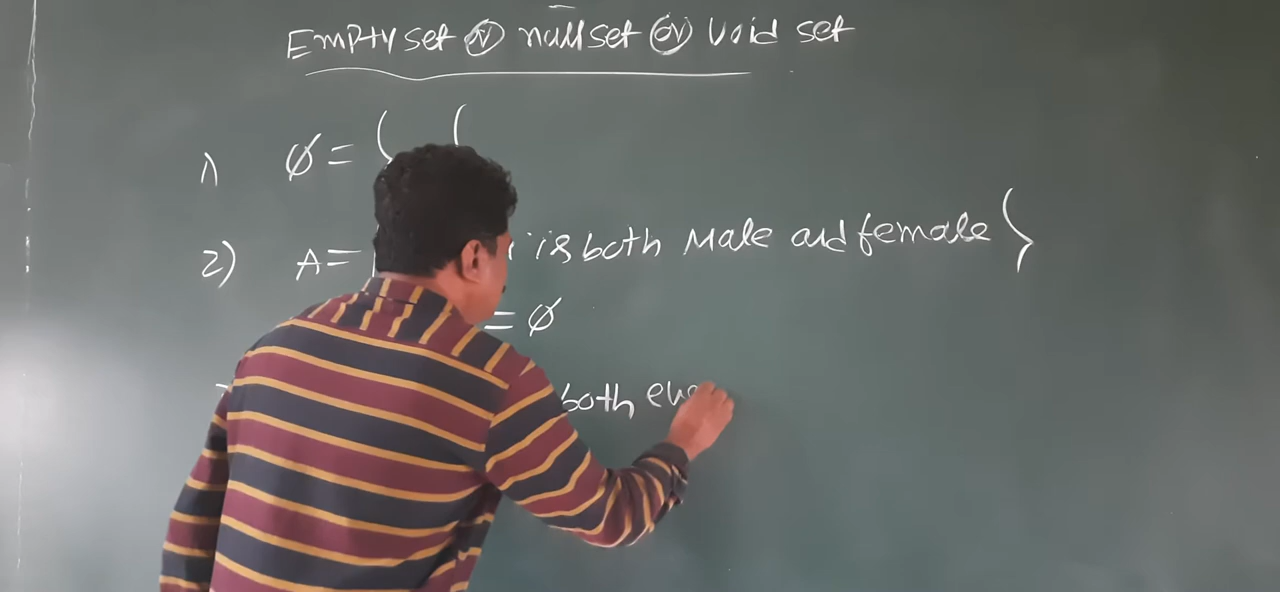 Empty set or null set or void set
1) Ø = { {
2) A = is both Male and female }
= Ø
both eve